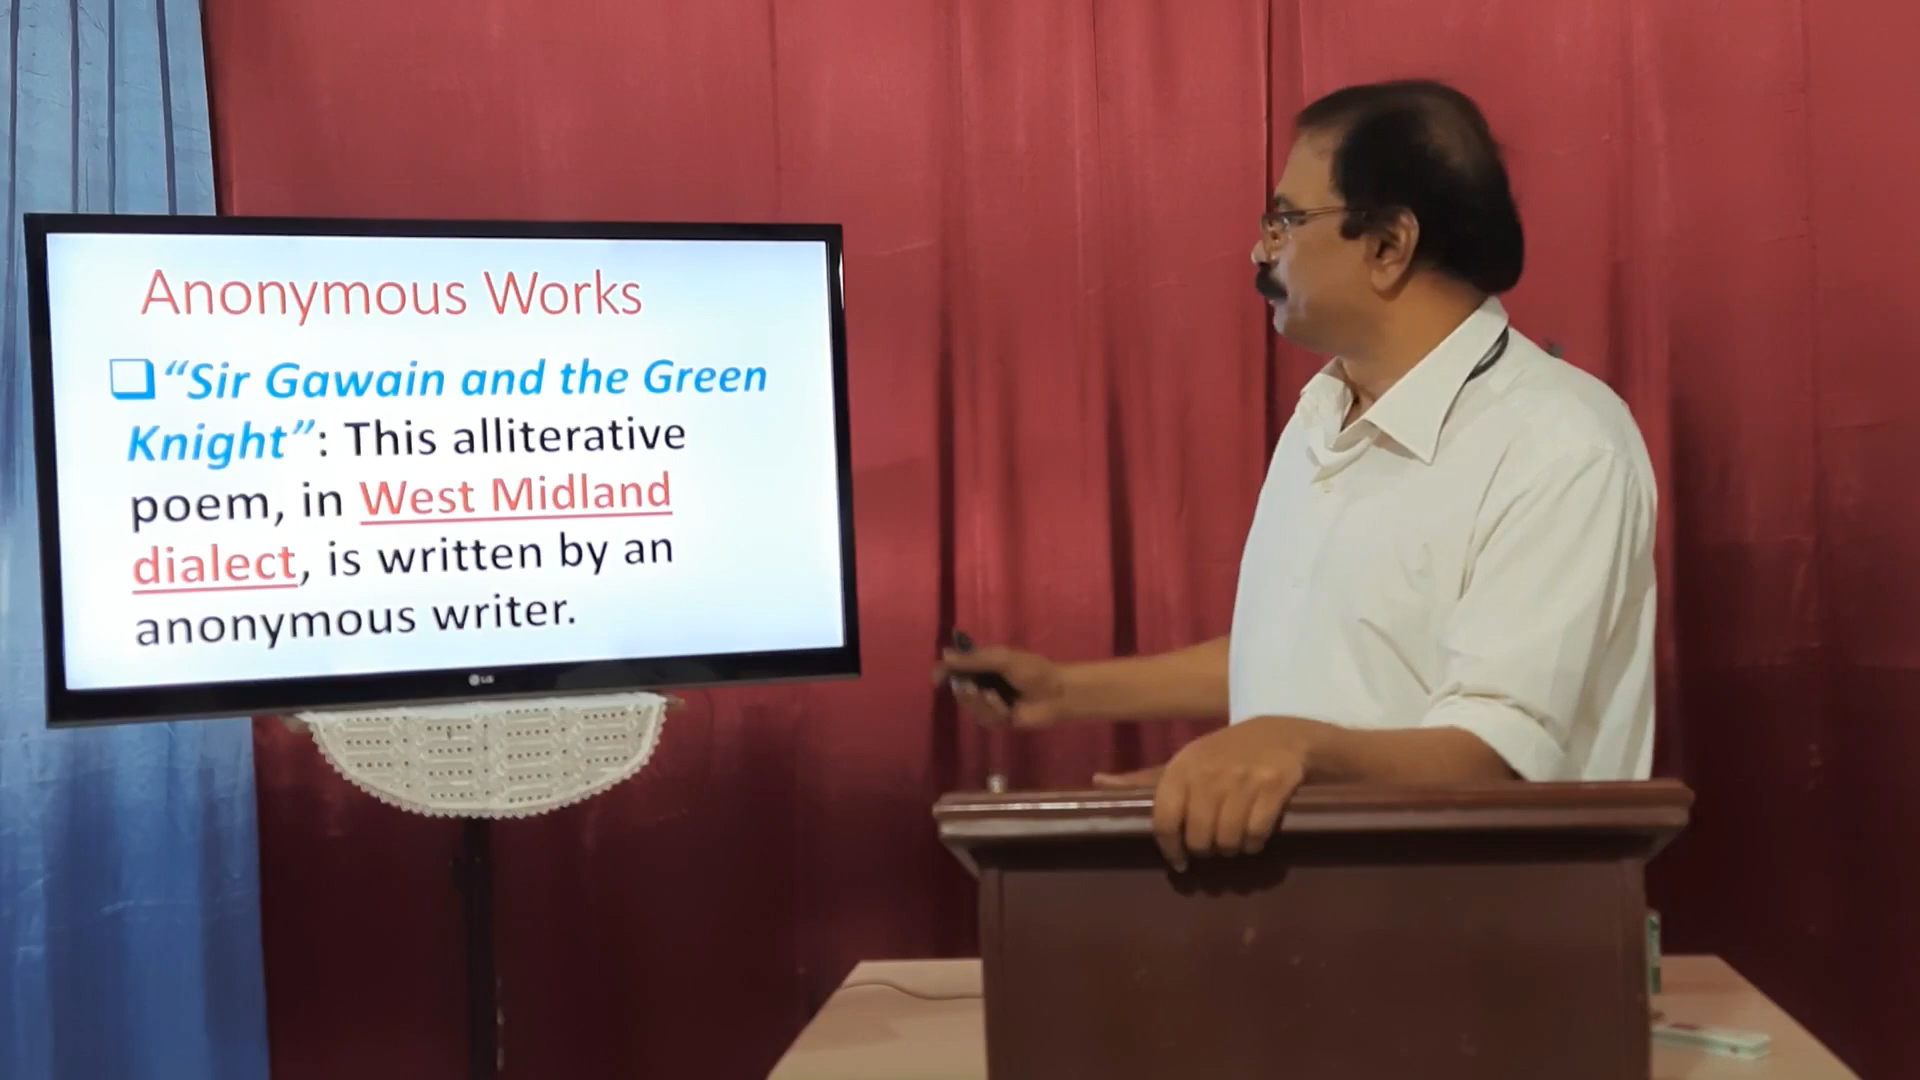 Anonymous Works
❑“Sir Gawain and the Green
Knight”: This alliterative
poem, in West Midland
dialect, is written by an
anonymous writer.
LG